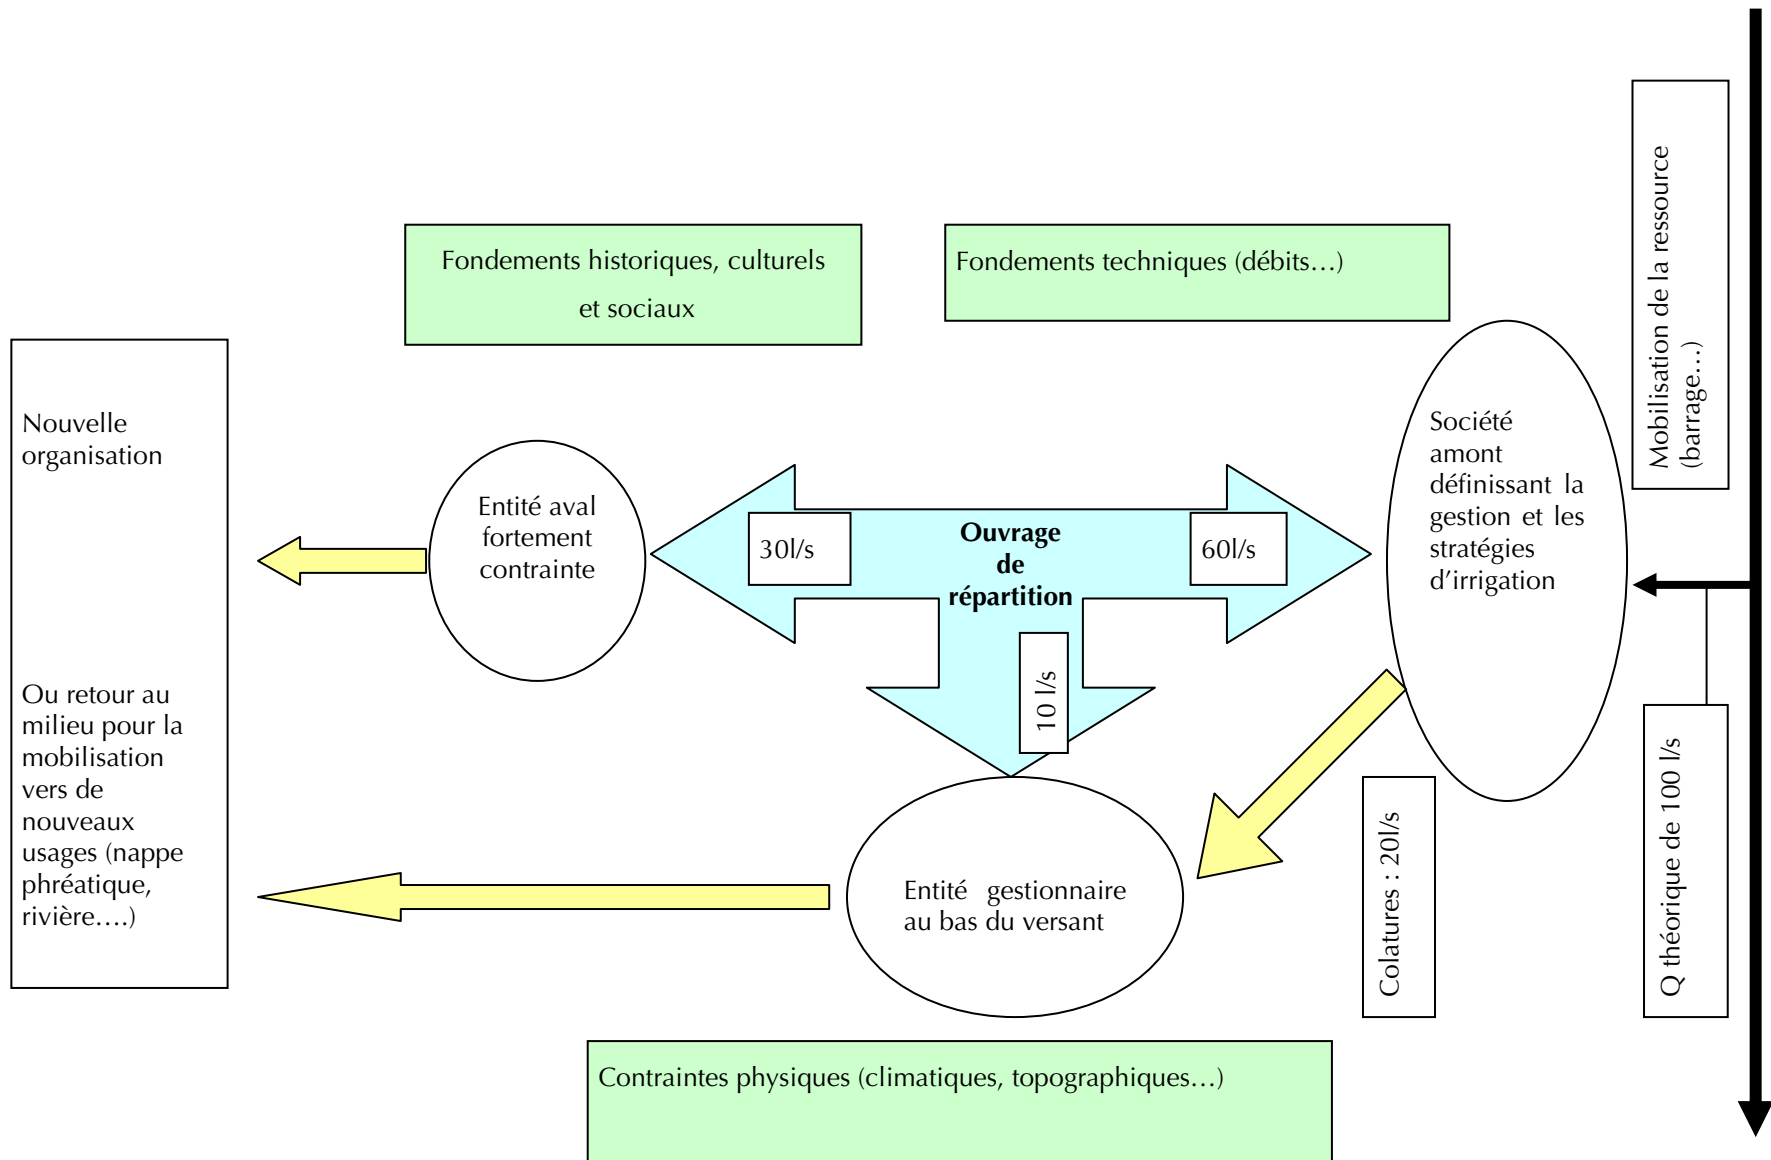 Mobilisation de la ressource
(barrage…)
Fondements historiques, culturels
et sociaux
Fondements techniques (débits…)
Nouvelle
organisation
Ou retour au
milieu pour la
mobilisation
vers de
nouveaux
usages (nappe
phréatique,
rivière….)
Entité aval
fortement
contrainte
30l/s
Ouvrage
de
répartition
60l/s
10 l/s
Société
amont
définissant la
gestion et les
stratégies
d’irrigation
Entité gestionnaire
au bas du versant
Colatures : 20l/s
Q théorique de 100 l/s
Contraintes physiques (climatiques, topographiques…)